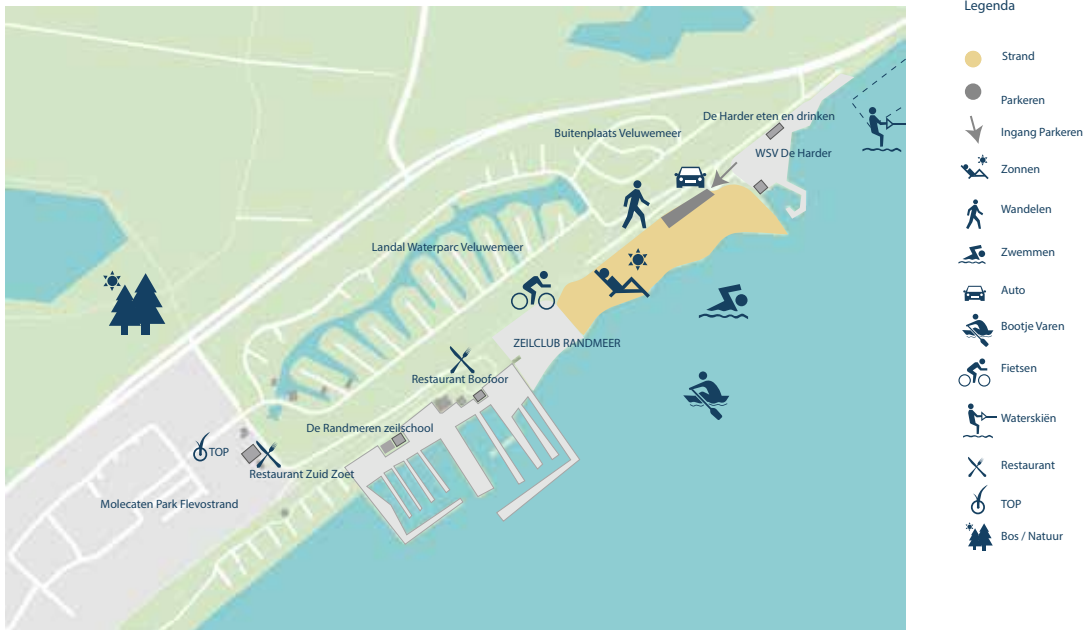 Legenda
Strand
Parkeren
Ingang Parkeren
Zonnen
Wandelen
Zwemmen
Auto
Bootje Varen
Fietsen
Waterskiën
Restaurant
TOP
Bos / Natuur
De Harder eten en drinken
Buitenplaats Veluwemeer
WSV De Harder
Landal Waterparc Veluwemeer
ZEILCLUB RANDMEER
Restaurant Boofoor
De Randmeren zeilschool
TOP
Restaurant Zuid Zoet
Molecaten Park Flevostrand